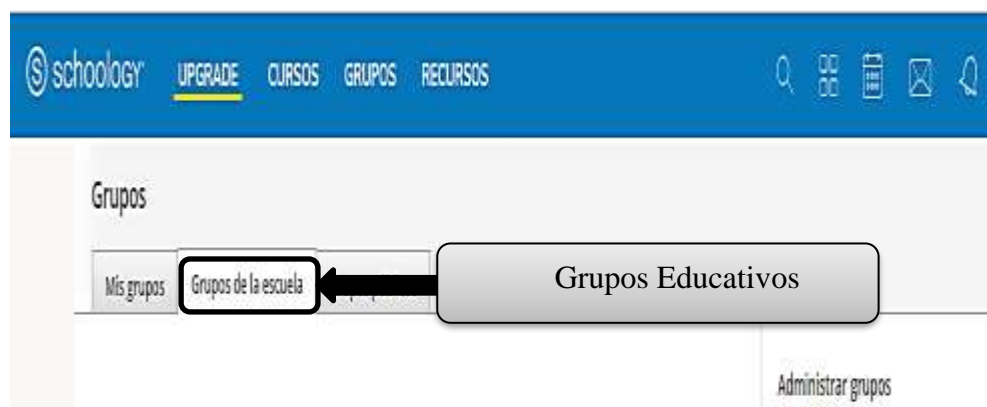 schoology UPGRADE CURSOS GRUPOS RECURSOS
Grupos
Mis grupos Grupos de la escuela
Grupos Educativos
Administrar grupos